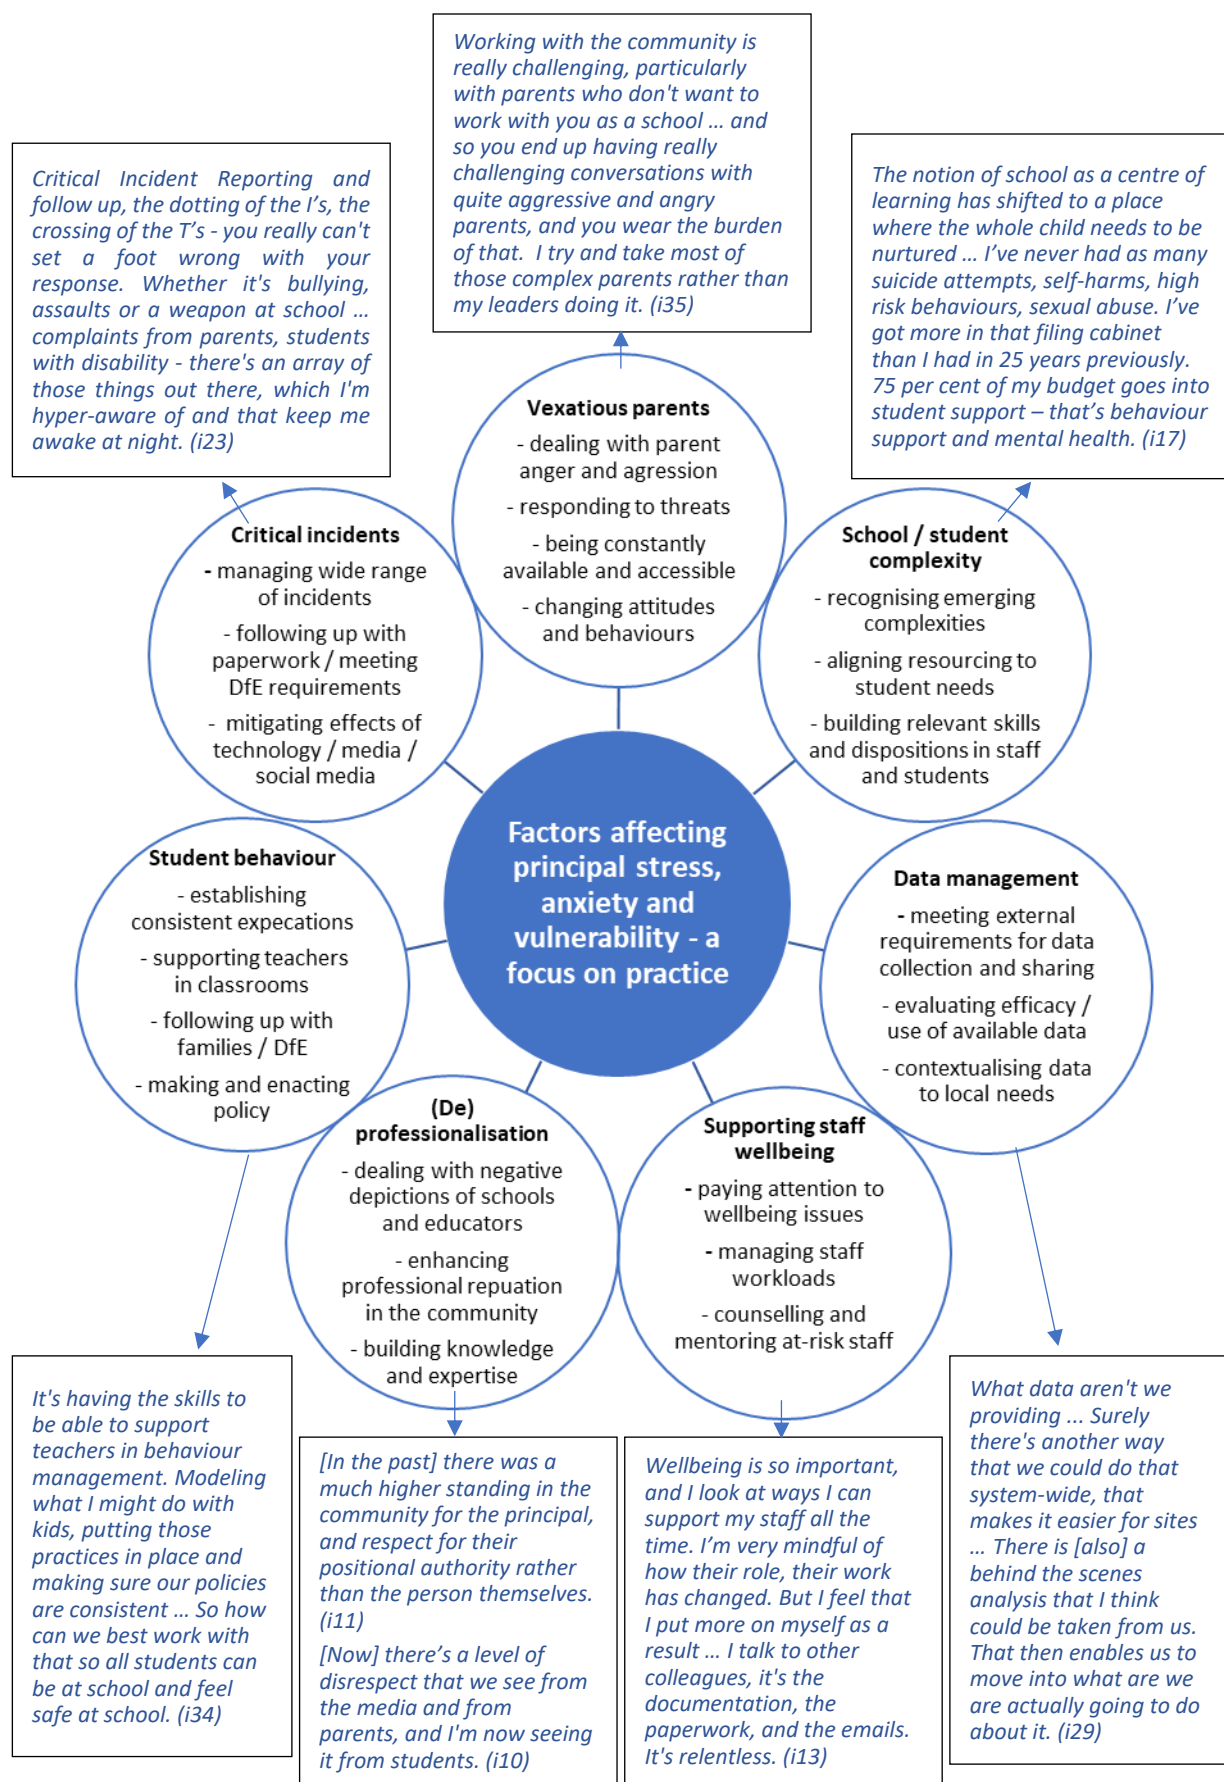 Working with the community is
really challenging, particularly
with parents who don't want to
work with you as a school … and
so you end up having really
challenging conversations with
quite aggressive and angry
parents, and you wear the burden
of that.  I try and take most of
those complex parents rather than
my leaders doing it. (i35)
Critical Incident Reporting and
follow up, the dotting of the I’s, the
crossing of the T’s - you really can't
set a foot wrong with your
response. Whether it's bullying,
assaults or a weapon at school …
complaints from parents, students
with disability - there's an array of
those things out there, which I'm
hyper-aware of and that keep me
awake at night. (i23)
The notion of school as a centre of
learning has shifted to a place
where the whole child needs to be
nurtured … I’ve never had as many
suicide attempts, self-harms, high
risk behaviours, sexual abuse. I’ve
got more in that filing cabinet
than I had in 25 years previously.
75 per cent of my budget goes into
student support – that’s behaviour
support and mental health. (i17)
Vexatious parents
- dealing with parent
anger and agression
- responding to threats
- being constantly
available and accessible
- changing attitudes
and behaviours
Critical incidents
- managing wide range
of incidents
- following up with
paperwork / meeting
DfE requirements
- mitigating effects of
technology / media /
social media
School / student
complexity
- recognising emerging
complexities
- aligning resourcing to
student needs
- building relevant skills
and dispositions in staff
and students
Factors affecting
principal stress,
anxiety and
vulnerability - a
focus on practice
Student behaviour
- establishing
consistent expecations
- supporting teachers
in classrooms
- following up with
families / DfE
- making and enacting
policy
Data management
- meeting external
requirements for data
collection and sharing
- evaluating efficacy /
use of available data
- contextualising data
to local needs
(De)
professionalisation
- dealing with negative
depictions of schools
and educators
- enhancing
professional repuation
in the community
- building knowledge
and expertise
Supporting staff
wellbeing
- paying attention to
wellbeing issues
- managing staff
workloads
- counselling and
mentoring at-risk staff
It's having the skills to
be able to support
teachers in behaviour
management. Modeling
what I might do with
kids, putting those
practices in place and
making sure our policies
are consistent … So how
can we best work with
that so all students can
be at school and feel
safe at school. (i34)
[In the past] there was a
much higher standing in the
community for the principal,
and respect for their
positional authority rather
than the person themselves.
(i11)
[Now] there’s a level of
disrespect that we see from
the media and from
parents, and I'm now seeing
it from students. (i10)
Wellbeing is so important,
and I look at ways I can
support my staff all the
time. I’m very mindful of
how their role, their work
has changed. But I feel that
I put more on myself as a
result … I talk to other
colleagues, it's the
documentation, the
paperwork, and the emails.
It's relentless. (i13)
What data aren't we
providing ... Surely
there's another way
that we could do that
system-wide, that
makes it easier for sites
… There is [also] a
behind the scenes
analysis that I think
could be taken from us.
That then enables us to
move into what are we
are actually going to do
about it. (i29)